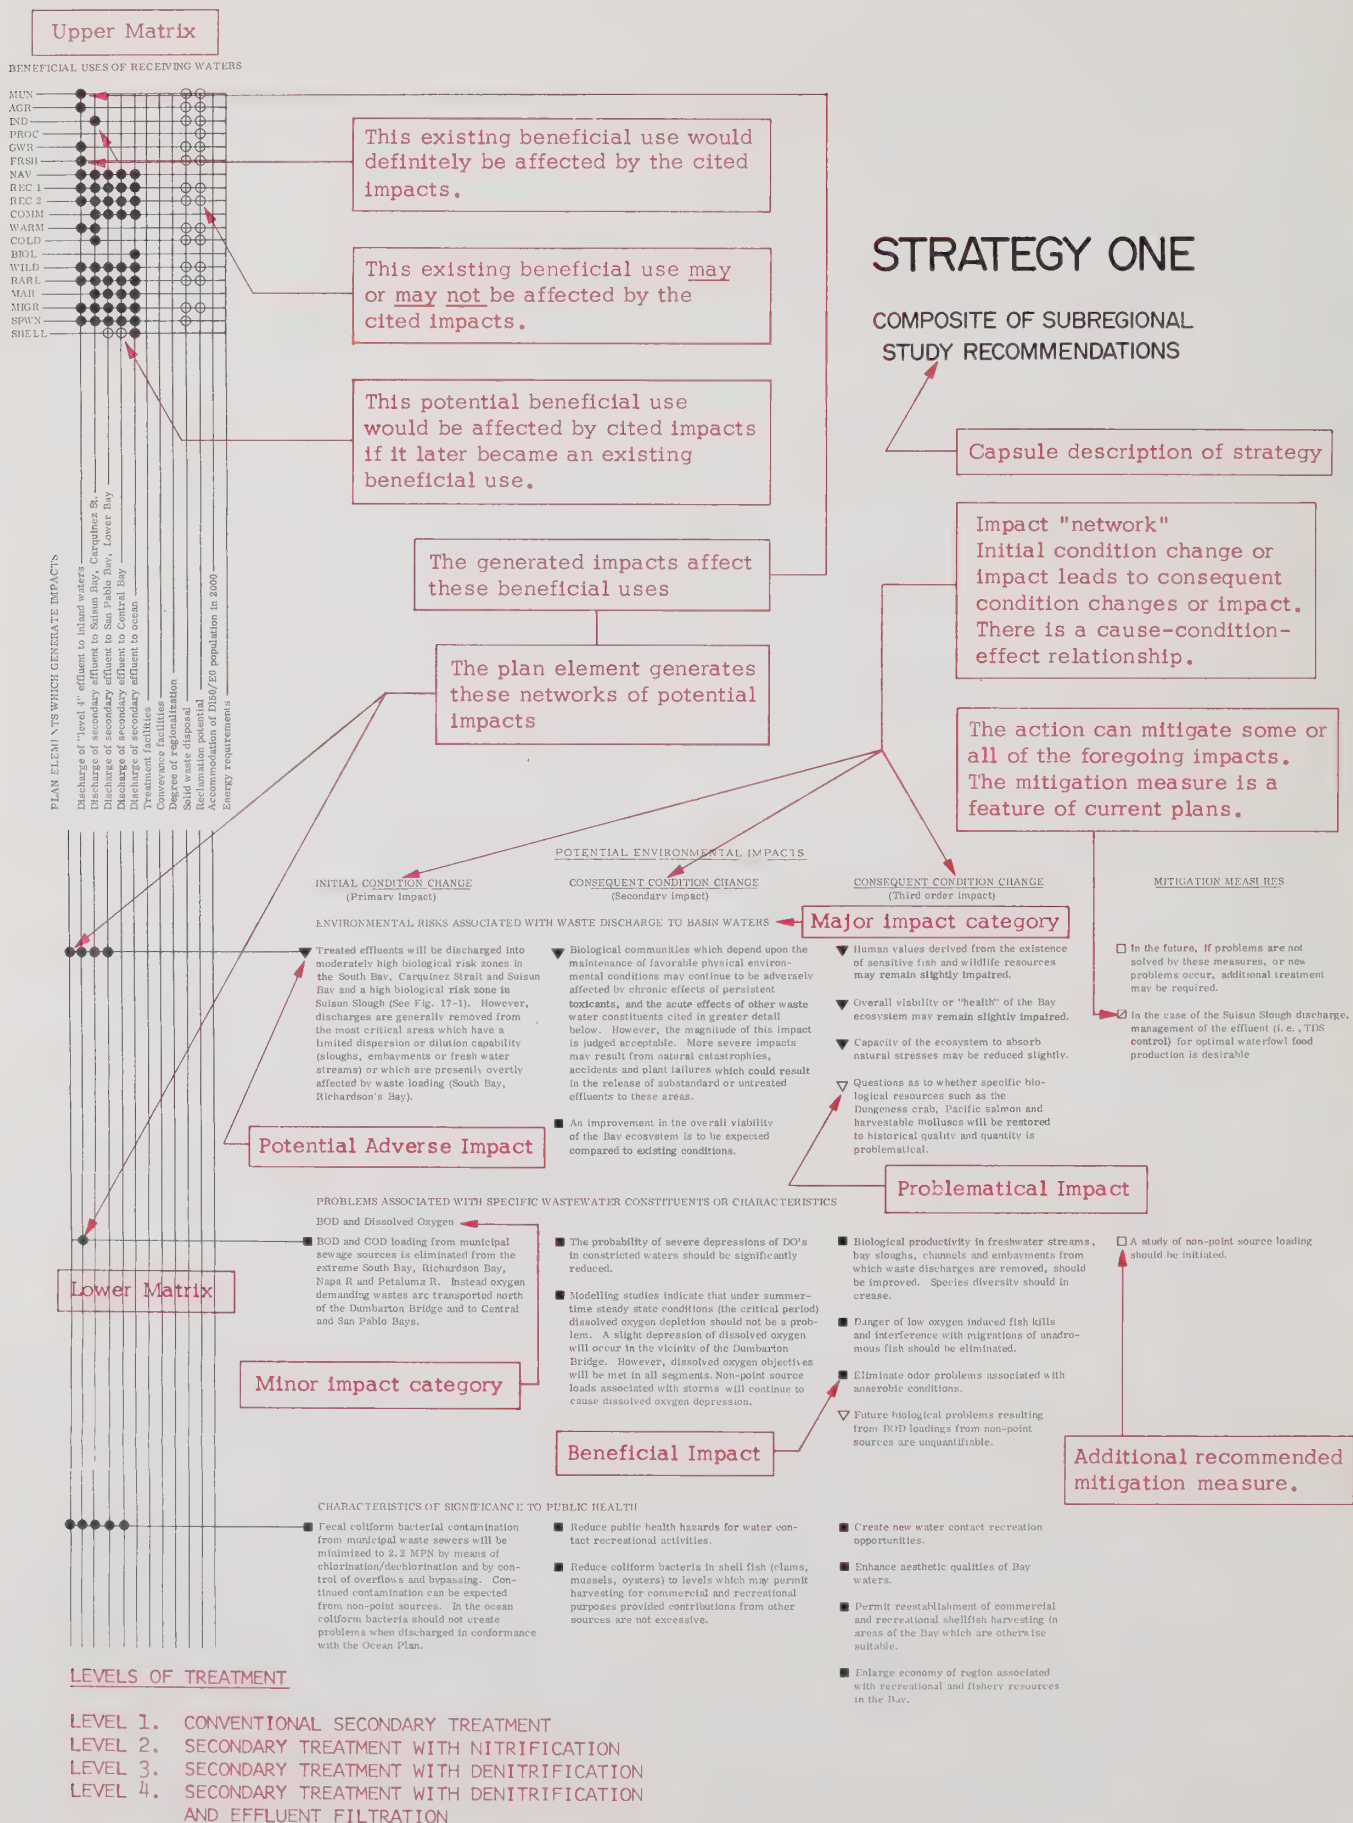 Upper Matrix
BENEFICIAL USES OF RECEIVING WATERS
MUN
AGR
IND
PROC
GWR
FRSH
NAV
REC 1
REC 2
COMM
WARM
COLD
BIOL
WILD
RARE
MAR
MIGR
SPWN
SHELL
This existing beneficial use would
definitely be affected by the cited
impacts.
This existing beneficial use may
or may not be affected by the
cited impacts.
This potential beneficial use
would be affected by cited impacts
if it later became an existing
beneficial use.
STRATEGY ONE
COMPOSITE OF SUBREGIONAL
STUDY RECOMMENDATIONS
Capsule description of strategy
The generated impacts affect
these beneficial uses
The plan element generates
these networks of potential
impacts
Impact "network"
Initial condition change or
impact leads to consequent
condition changes or impact.
There is a cause-condition-
effect relationship.
The action can mitigate some or
all of the foregoing impacts.
The mitigation measure is a
feature of current plans.
PLAN ELEMENTS WHICH GENERATE IMPACTS
Discharge of "level 4" effluent to inland waters
Discharge of secondary effluent to Suisun Bay, Carquinez St.
Discharge of secondary effluent to San Pablo Bay, Lower Bay
Discharge of secondary effluent to Central Bay
Discharge of secondary effluent to ocean
Treatment facilities
Conveyance facilities
Degree of regionalization
Solid waste disposal
Reclamation potential
Accommodation of D150/E0 population in 2000
Energy requirements
POTENTIAL ENVIRONMENTAL IMPACTS
INITIAL CONDITION CHANGE
(Primary Impact)
CONSEQUENT CONDITION CHANGE
(Secondary impact)
CONSEQUENT CONDITION CHANGE
(Third order impact)
MITIGATION MEASURES
ENVIRONMENTAL RISKS ASSOCIATED WITH WASTE DISCHARGE TO BASIN WATERS
Major impact category
Treated effluents will be discharged into
moderately high biological risk zones in
the South Bay, Carquinez Strait and Suisun
Bay and a high biological risk zone in
Suisun Slough (See Fig. 17-1). However,
discharges are generally removed from
the most critical areas which have a
limited dispersion or dilution capability
(sloughs, embayments or fresh water
streams) or which are presently overtly
affected by waste loading (South Bay,
Richardson's Bay).
Potential Adverse Impact
Biological communities which depend upon the
maintenance of favorable physical environ-
mental conditions may continue to be adversely
affected by chronic effects of persistent
toxicants, and the acute effects of other waste
water constituents cited in greater detail
below. However, the magnitude of this impact
is judged acceptable. More severe impacts
may result from natural catastrophies,
accidents and plant failures which could result
in the release of substandard or untreated
effluents to these areas.
An improvement in the overall viability
of the Bay ecosystem is to be expected
compared to existing conditions.
Human values derived from the existence
of sensitive fish and wildlife resources
may remain slightly impaired.
Overall viability or "health" of the Bay
ecosystem may remain slightly impaired.
Capacity of the ecosystem to absorb
natural stresses may be reduced slightly.
Questions as to whether specific bio-
logical resources such as the
Dungeness crab, Pacific salmon and
harvestable molluscs will be restored
to historical quality and quantity is
problematical.
Problematical Impact
In the future, if problems are not
solved by these measures, or new
problems occur, additional treatment
may be required.
In the case of the Suisun Slough discharge,
management of the effluent (i.e., TDS
control) for optimal waterfowl food
production is desirable
PROBLEMS ASSOCIATED WITH SPECIFIC WASTEWATER CONSTITUENTS OR CHARACTERISTICS
BOD and Dissolved Oxygen
BOD and COD loading from municipal
sewage sources is eliminated from the
extreme South Bay, Richardson Bay,
Napa R and Petaluma R. Instead oxygen
demanding wastes are transported north
of the Dumbarton Bridge and to Central
and San Pablo Bays.
Lower Matrix
Minor impact category
The probability of severe depressions of DO's
in constricted waters should be significantly
reduced.
Modelling studies indicate that under summer-
time steady state conditions (the critical period)
dissolved oxygen depletion should not be a prob-
lem. A slight depression of dissolved oxygen
will occur in the vicinity of the Dumbarton
Bridge. However, dissolved oxygen objectives
will be met in all segments. Non-point source
loads associated with storms will continue to
cause dissolved oxygen depression.
Beneficial Impact
Biological productivity in freshwater streams,
bay sloughs, channels and embayments from
which waste discharges are removed, should
be improved. Species diversity should in
crease.
Danger of low oxygen induced fish kills
and interference with migrations of anadro-
mous fish should be eliminated.
Eliminate odor problems associated with
anaerobic conditions.
Future biological problems resulting
from BOD loadings from non-point
sources are unquantifiable.
A study of non-point source loading
should be initiated.
Additional recommended
mitigation measure.
CHARACTERISTICS OF SIGNIFICANCE TO PUBLIC HEALTH
Fecal coliform bacterial contamination
from municipal waste sewers will be
minimized to 2.2 MPN by means of
chlorination/dechlorination and by con-
trol of overflows and bypassing. Con-
tinued contamination can be expected
from non-point sources. In the ocean
coliform bacteria should not create
problems when discharged in conformance
with the Ocean Plan.
Reduce public health hazards for water con-
tact recreational activities.
Reduce coliform bacteria in shell fish (clams,
mussels, oysters) to levels which may permit
harvesting for commercial and recreational
purposes provided contributions from other
sources are not excessive.
Create new water contact recreation
opportunities.
Enhance aesthetic qualities of Bay
waters.
Permit reestablishment of commercial
and recreational shellfish harvesting in
areas of the Bay which are otherwise
suitable.
Enlarge economy of region associated
with recreational and fishery resources
in the Bay.
LEVELS OF TREATMENT
LEVEL 1. CONVENTIONAL SECONDARY TREATMENT
LEVEL 2. SECONDARY TREATMENT WITH NITRIFICATION
LEVEL 3. SECONDARY TREATMENT WITH DENITRIFICATION
LEVEL 4. SECONDARY TREATMENT WITH DENITRIFICATION
AND EFFLUENT FILTRATION